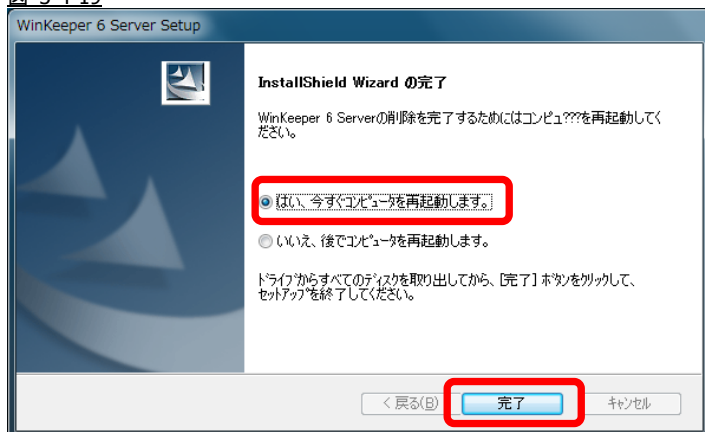 図 3-4-19
WinKeeper 6 Server Setup
InstallShield Wizard の完了
WinKeeper 6 Serverの削除を完了するためにはコンピュ???を再起動してく
ださい。
はい、今すぐコンピュータを再起動します。
いいえ、後でコンピュータを再起動します。
ドライブからすべてのディスクを取り出してから、[完了] ボタンをクリックして、
セットアップを終了してください。
< 戻る(B)
完了
キャンセル